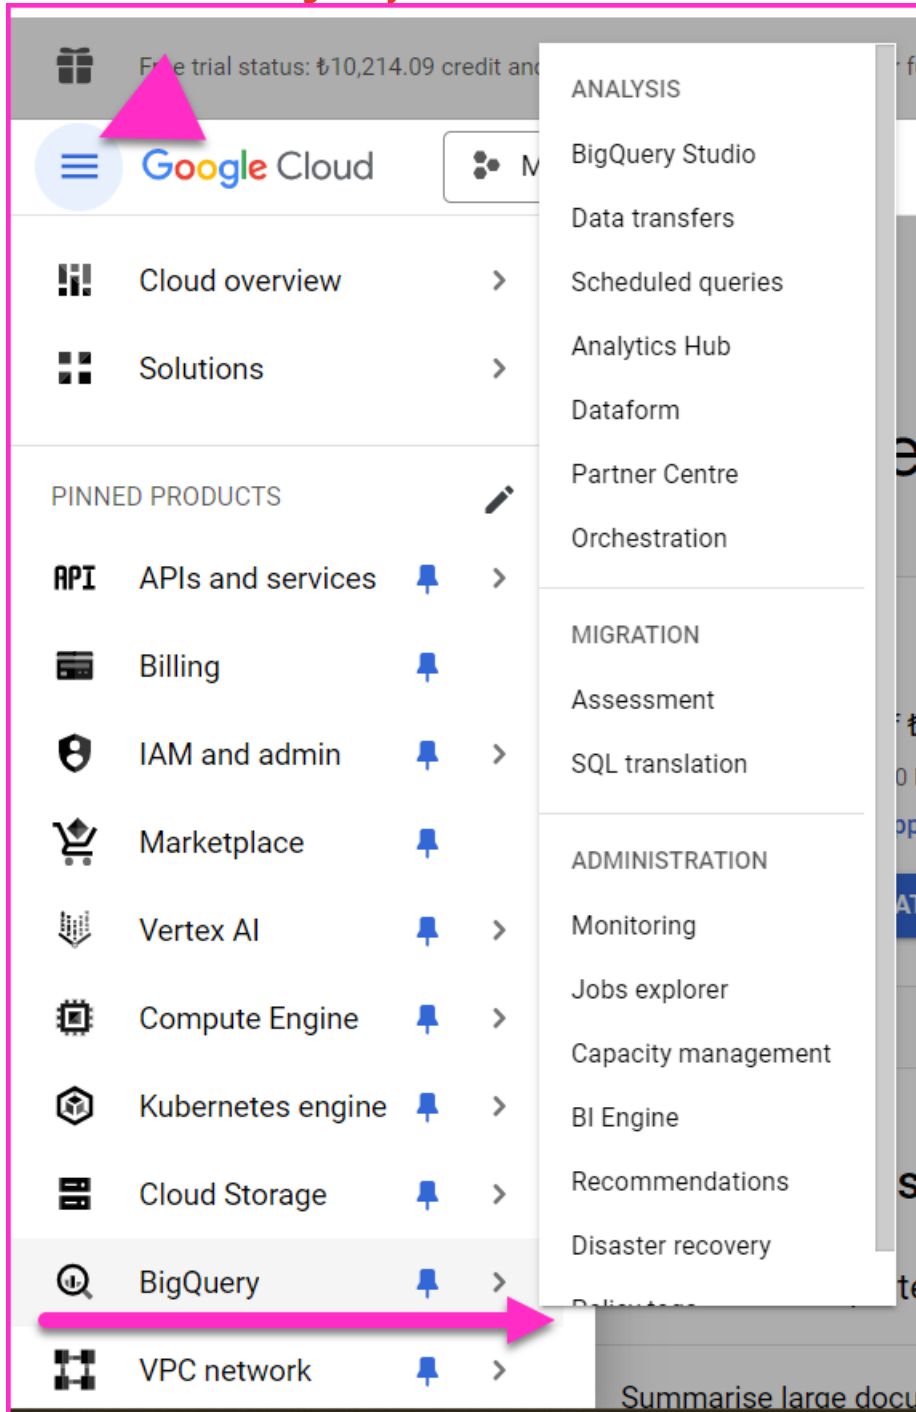 Free trial status: ₺10,214.09 credit and
Google Cloud
M
Cloud overview
Solutions
PINNED PRODUCTS
API APIs and services
Billing
IAM and admin
Marketplace
Vertex AI
Compute Engine
Kubernetes engine
Cloud Storage
BigQuery
VPC network
ANALYSIS
BigQuery Studio
Data transfers
Scheduled queries
Analytics Hub
Dataform
Partner Centre
Orchestration
MIGRATION
Assessment
SQL translation
ADMINISTRATION
Monitoring
Jobs explorer
Capacity management
BI Engine
Recommendations
Disaster recovery
Policy tags
Summarise large docu